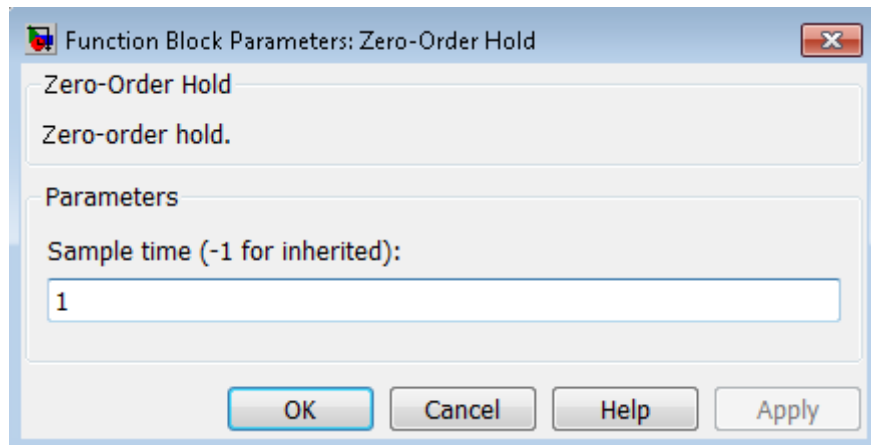 Function Block Parameters: Zero-Order Hold
Zero-Order Hold
Zero-order hold.
Parameters
Sample time (-1 for inherited):
1
OK Cancel Help Apply